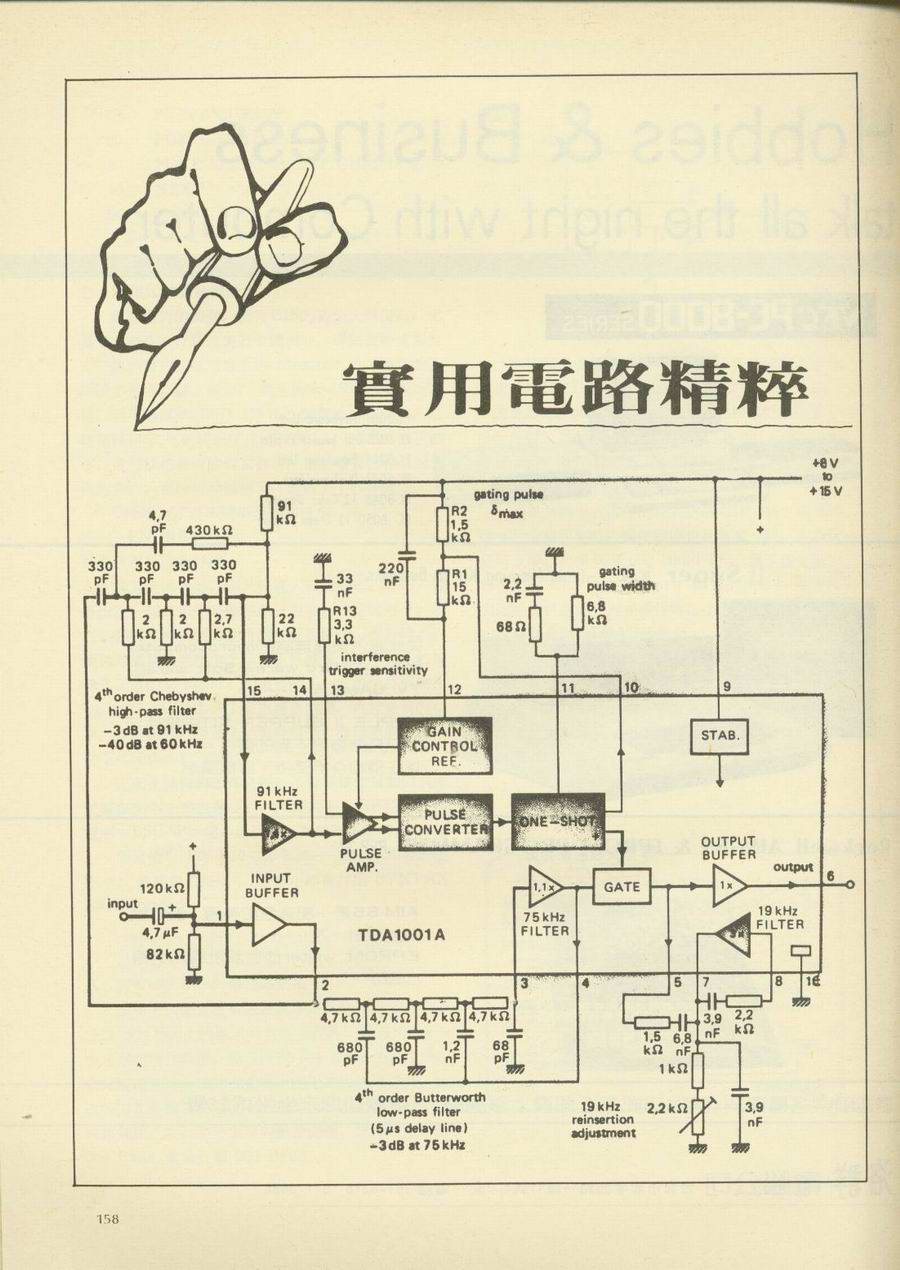 實用電路精粹
+8 V
to
+15 V
gating pulse
δmax
91
kΩ
R2
1,5
kΩ
4,7
pF
430 kΩ
330
pF
330
pF
330
pF
330
pF
33
nF
220
nF
R1
15
kΩ
2,2
nF
gating
pulse width
6,8
kΩ
68 Ω
R13
3,3
kΩ
2
kΩ
2
kΩ
2,7
kΩ
22
kΩ
interference
trigger sensitivity
15
14
13
12
11
10
9
4th order Chebyshev
high-pass filter
−3 dB at 91 kHz
−40 dB at 60 kHz
GAIN
CONTROL
REF.
STAB.
91 kHz
FILTER
PULSE
AMP.
PULSE
CONVERTER
ONE-SHOT
OUTPUT
BUFFER
1x
output
6
+
+
120 kΩ
INPUT
BUFFER
input
+
4,7 µF
82 kΩ
1
TDA1001A
1,1x
75 kHz
FILTER
GATE
19 kHz
FILTER
3x
2
3
4
5
7
8
16
4,7 kΩ
4,7 kΩ
4,7 kΩ
4,7 kΩ
680
pF
680
pF
1,2
nF
68
pF
1,5
kΩ
6,8
nF
3,9
nF
2,2
kΩ
1 kΩ
2,2 kΩ
3,9
nF
4th order Butterworth
low-pass filter
(5 µs delay line)
−3 dB at 75 kHz
19 kHz
reinsertion
adjustment
158